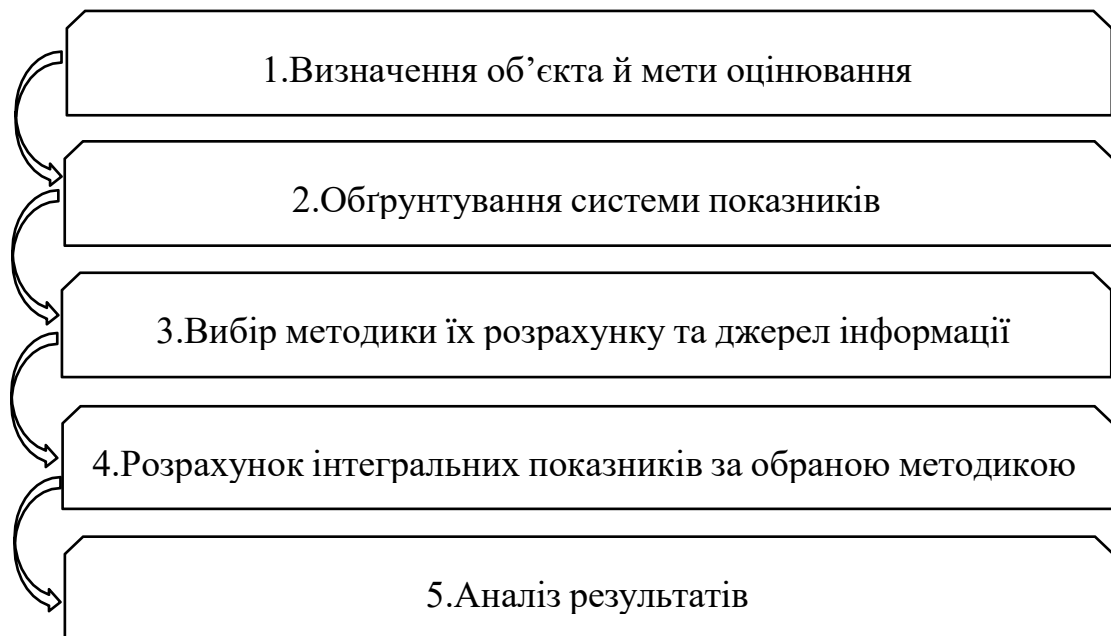 1.Визначення об’єкта й мети оцінювання
2.Обґрунтування системи показників
3.Вибір методики їх розрахунку та джерел інформації
4.Розрахунок інтегральних показників за обраною методикою
5.Аналіз результатів